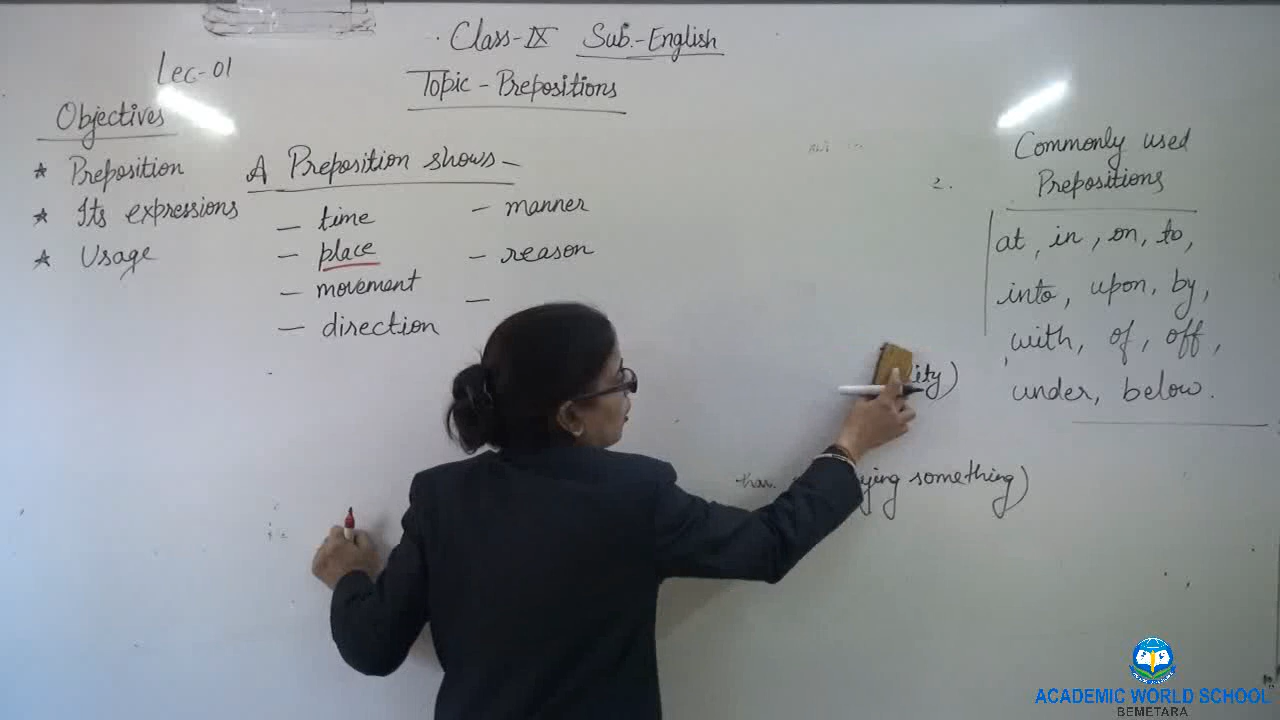 Class-IX Sub.-English
Lec-01
Topic - Prepositions
Objectives
★ Preposition
★ Its expressions
★ Usage
A Preposition shows -
- time
- place
- movement
- direction
- manner
- reason
-
2.
Commonly used
Prepositions
at, in, on, to,
into, upon, by,
with, of, off,
under, below.
something)
ACADEMIC WORLD SCHOOL
BEMETARA